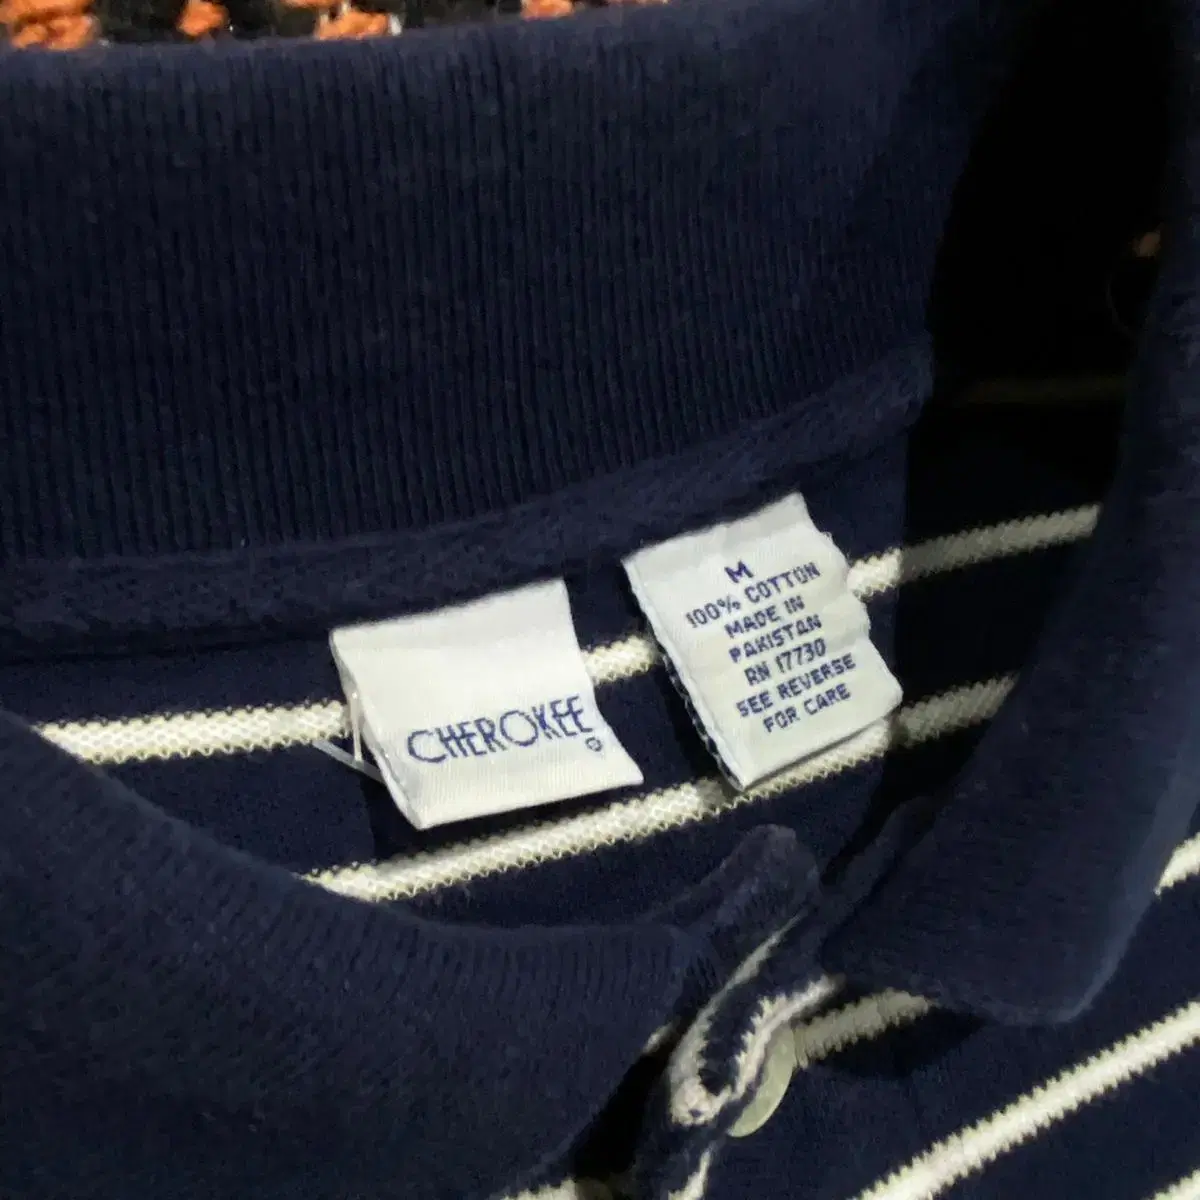 CHEROKEE
M
100% COTTON
MADE IN
PAKISTAN
RN 17730
SEE REVERSE
FOR CARE